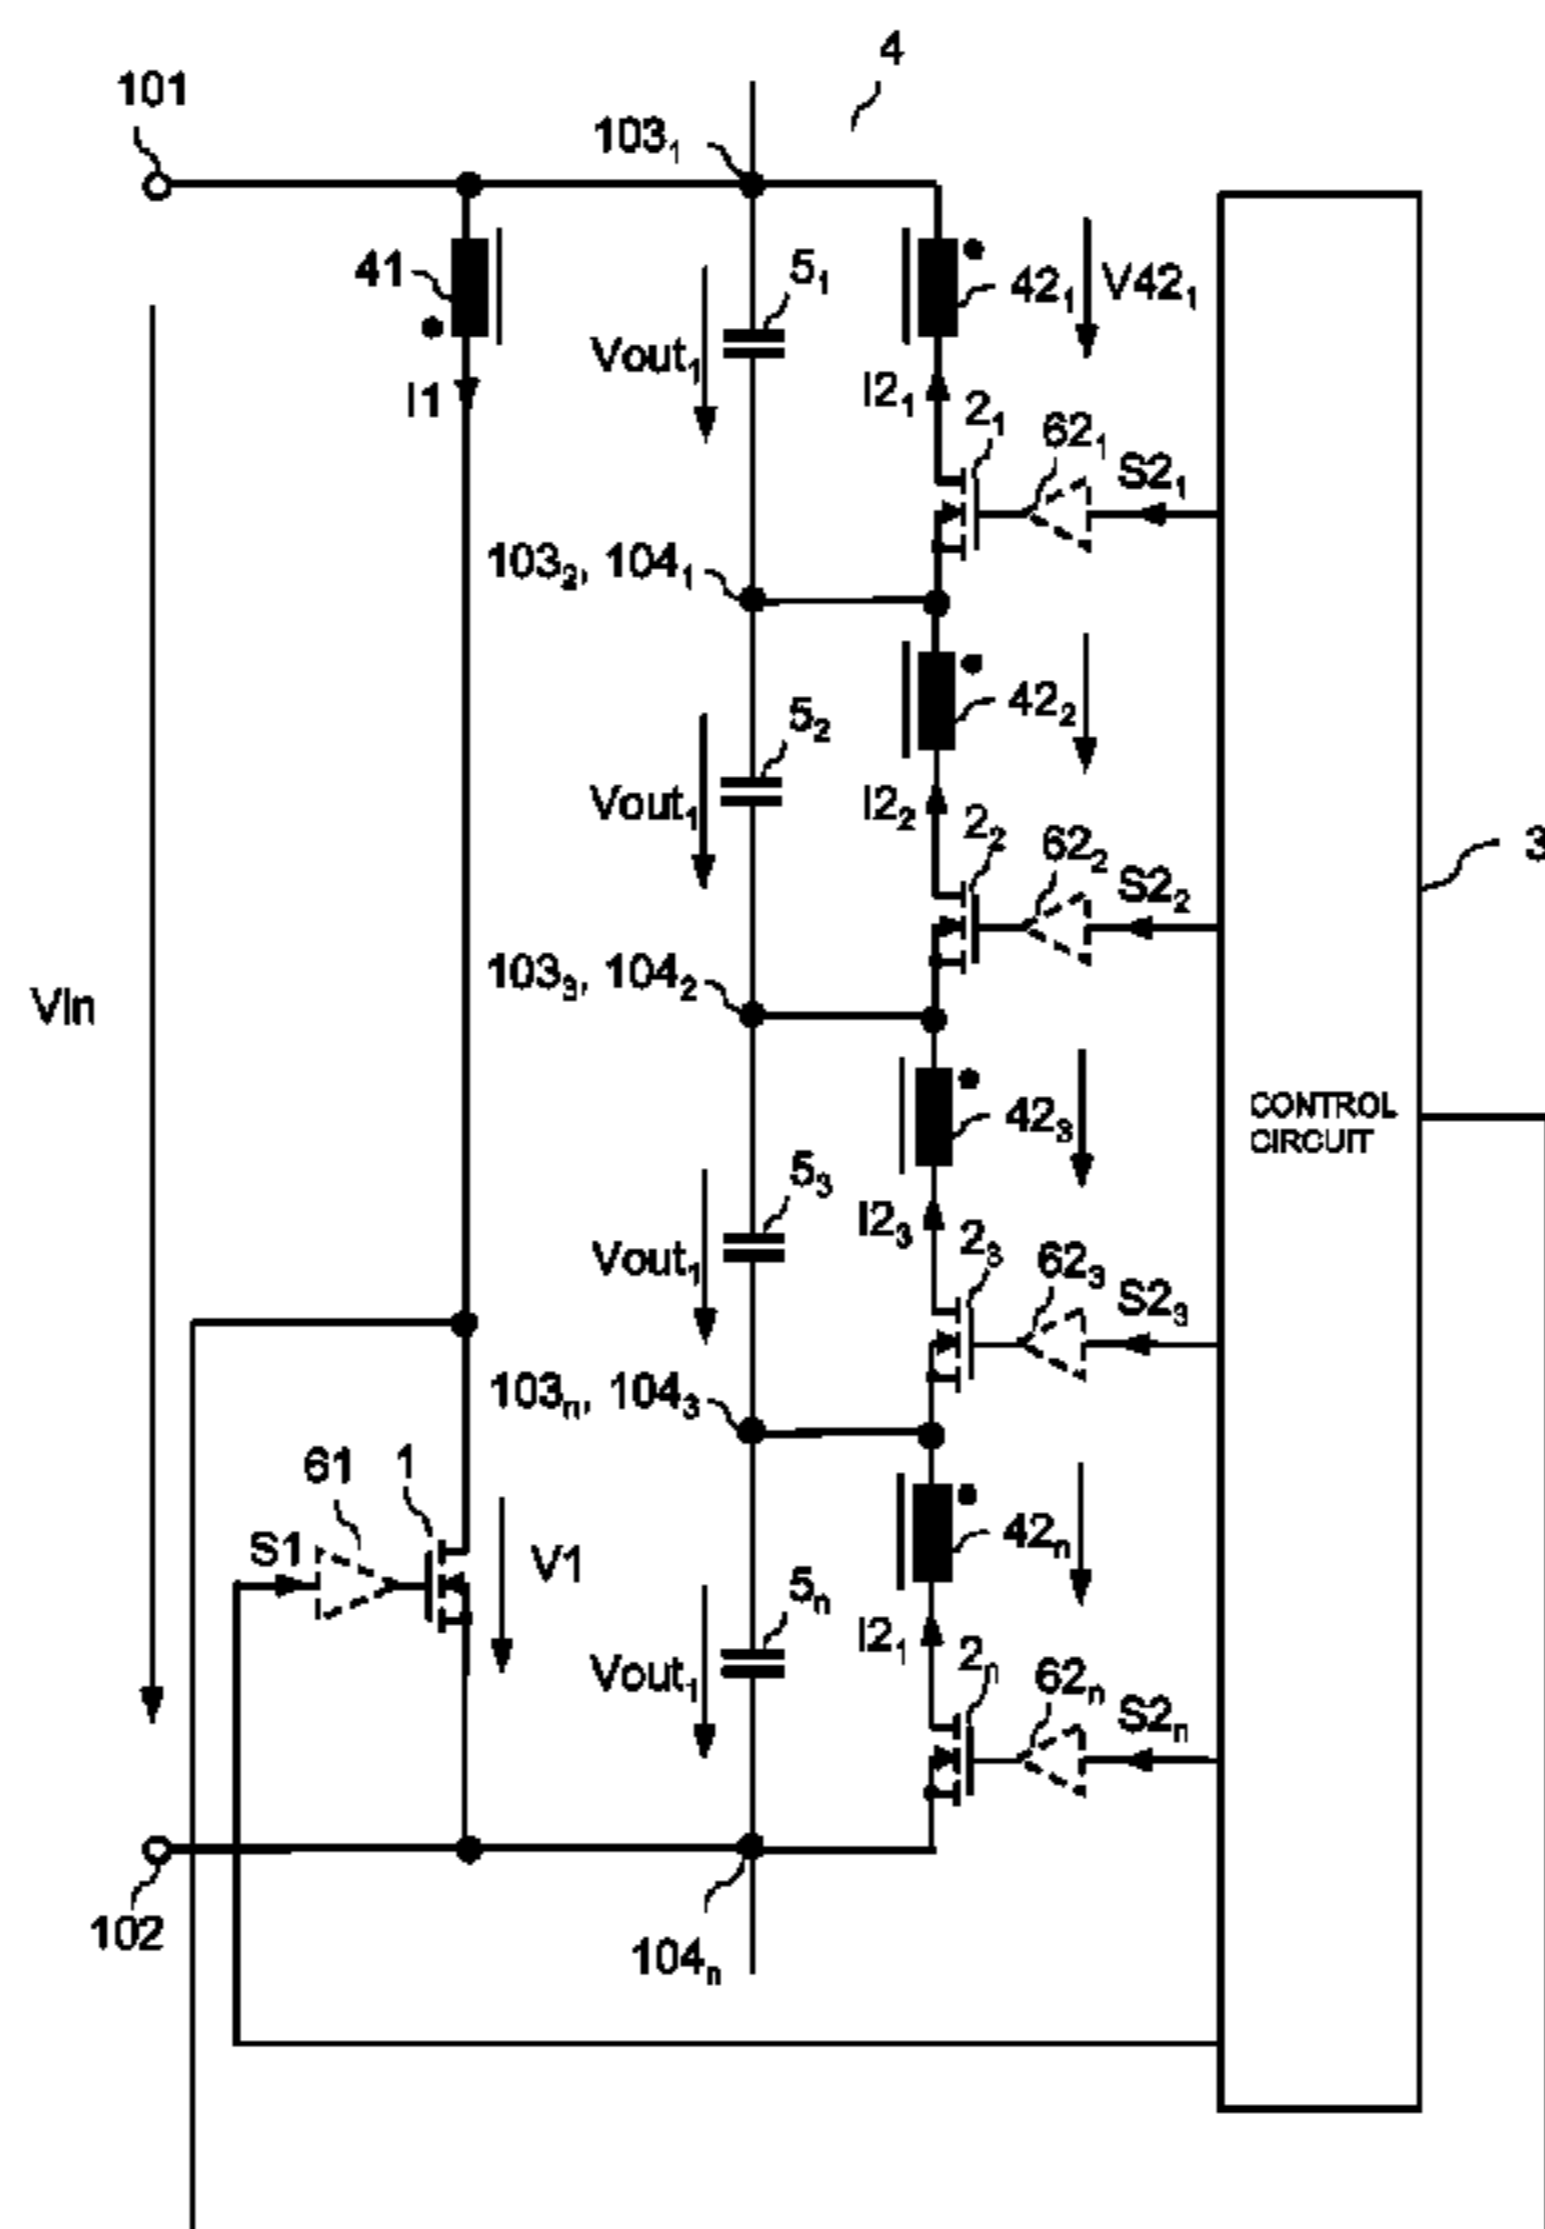 4
101
103₁
41
5₁
42₁
V42₁
Vout₁
I1
I2₁
2₁
62₁
S2₁
103₂, 104₁
5₂
42₂
Vout₁
I2₂
2₂
62₂
S2₂
3
103₃, 104₂
VIn
CONTROL
CIRCUIT
42₃
5₃
I2₃
2₃
62₃
S2₃
Vout₁
103ₙ, 104₃
61
1
S1
V1
42ₙ
5ₙ
I2₁
2ₙ
62ₙ
S2ₙ
Vout₁
102
104ₙ